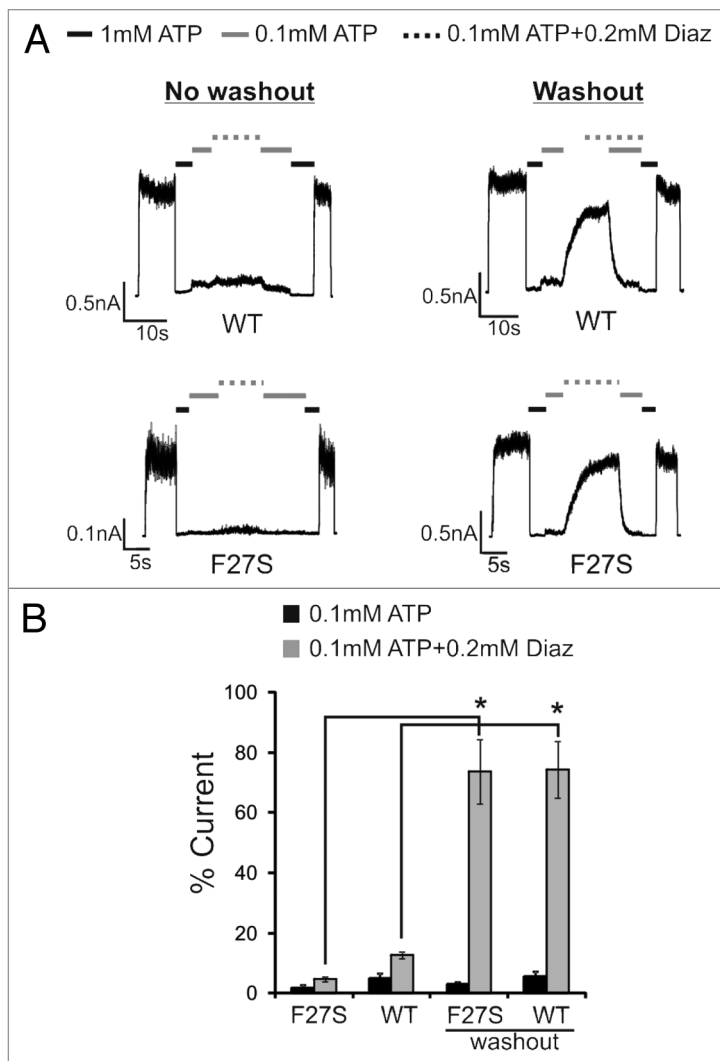 A
1mM ATP 0.1mM ATP 0.1mM ATP+0.2mM Diaz
No washout Washout
0.5nA
10s
WT
0.5nA
10s
WT
0.1nA
5s
F27S
0.5nA
5s
F27S
B
0.1mM ATP
0.1mM ATP+0.2mM Diaz
% Current
100
80
60
40
20
0
* *
F27S WT F27S WT
washout